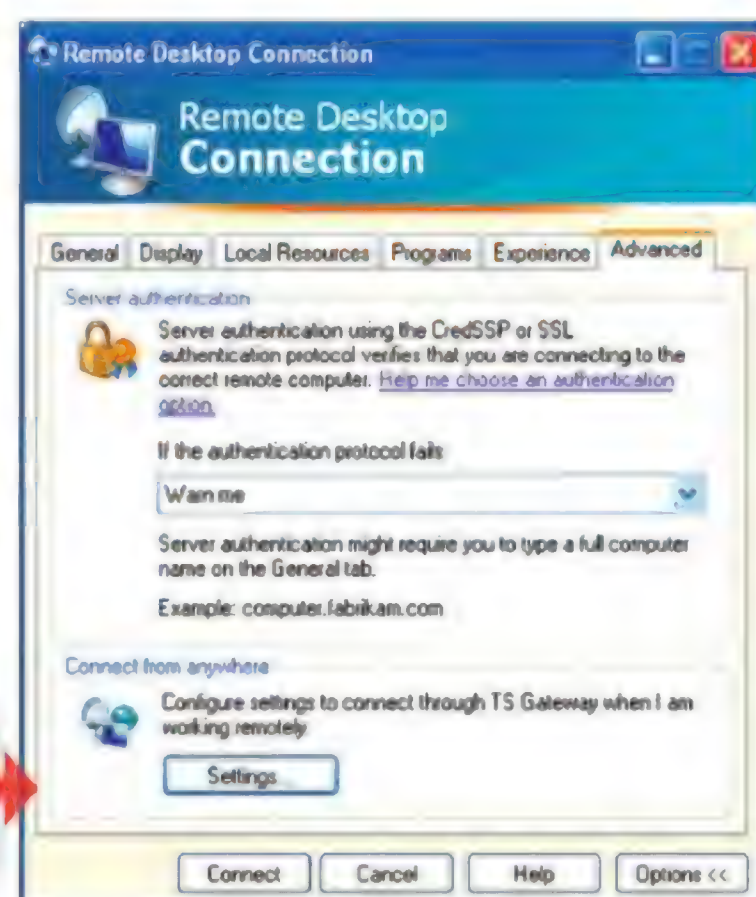 Remote Desktop Connection
Remote Desktop
Connection
General Display Local Resources Programs Experience Advanced
Server authentication
Server authentication using the CredSSP or SSL
authentication protocol verifies that you are connecting to the
correct remote computer. Help me choose an authentication
option.
If the authentication protocol fails
Warn me
Server authentication might require you to type a full computer
name on the General tab.
Example: computer.fabrikam.com
Connect from anywhere
Configure settings to connect through TS Gateway when I am
working remotely
Settings
Connect Cancel Help Options <<